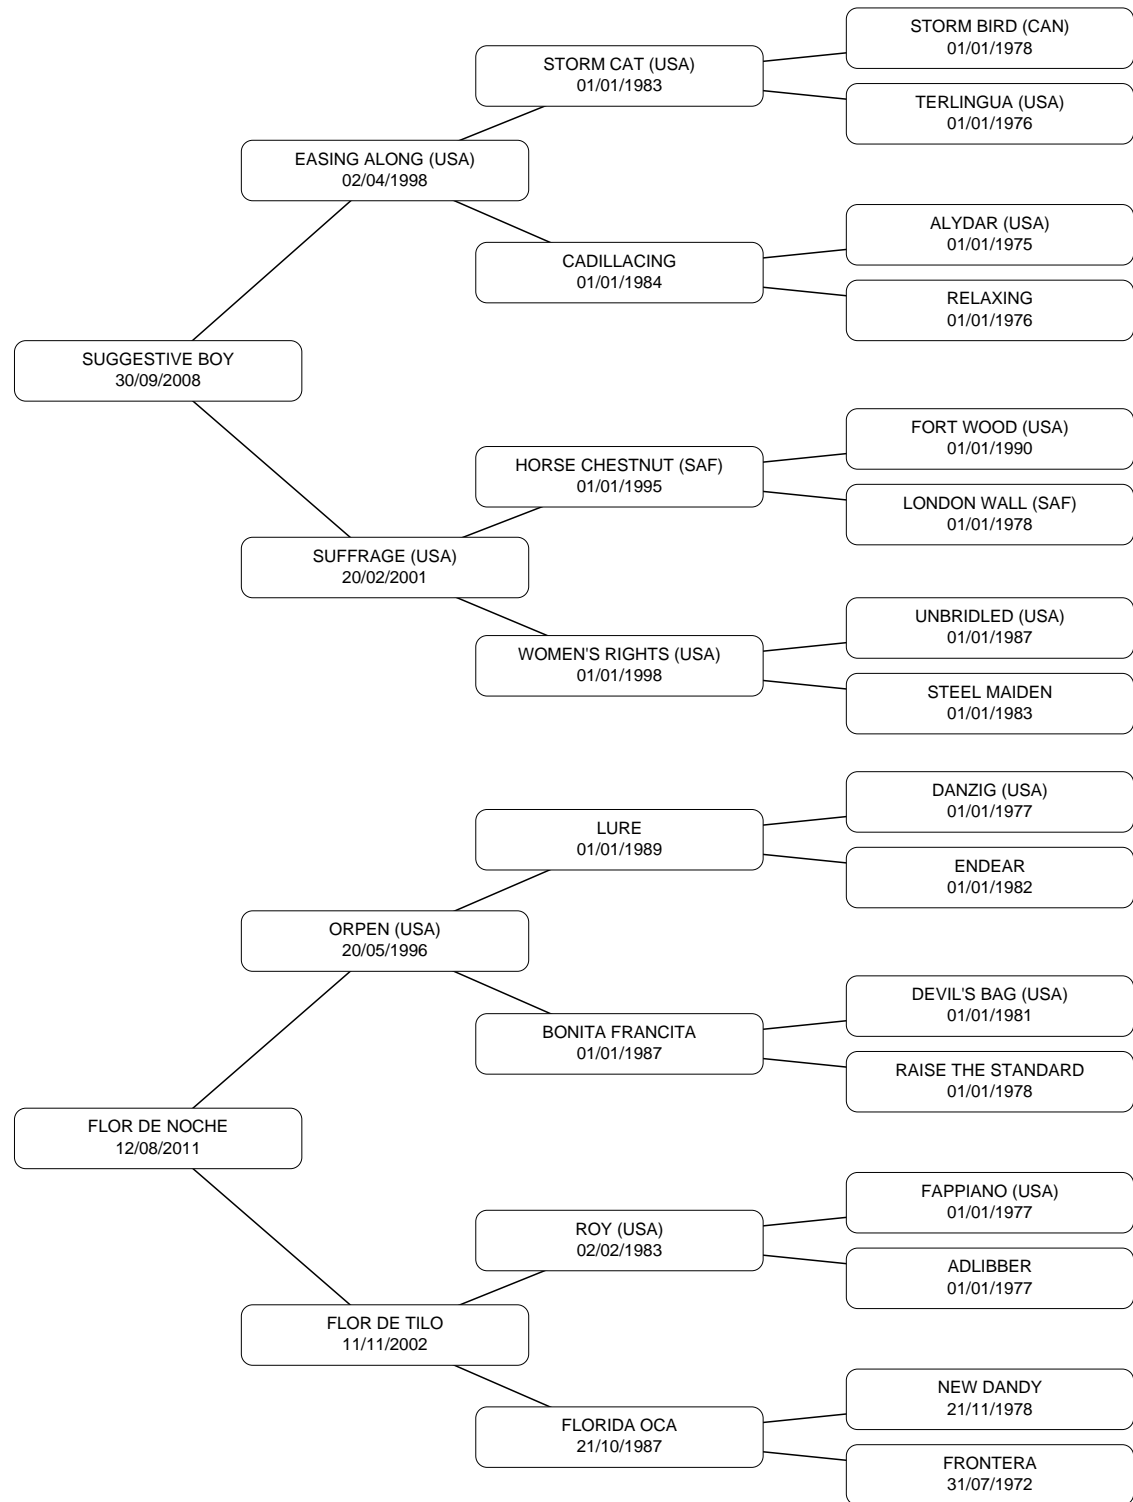 STORM BIRD (CAN)
01/01/1978
STORM CAT (USA)
01/01/1983
TERLINGUA (USA)
01/01/1976
EASING ALONG (USA)
02/04/1998
ALYDAR (USA)
01/01/1975
CADILLACING
01/01/1984
RELAXING
01/01/1976
SUGGESTIVE BOY
30/09/2008
FORT WOOD (USA)
01/01/1990
HORSE CHESTNUT (SAF)
01/01/1995
LONDON WALL (SAF)
01/01/1978
SUFFRAGE (USA)
20/02/2001
UNBRIDLED (USA)
01/01/1987
WOMEN'S RIGHTS (USA)
01/01/1998
STEEL MAIDEN
01/01/1983
DANZIG (USA)
01/01/1977
LURE
01/01/1989
ENDEAR
01/01/1982
ORPEN (USA)
20/05/1996
DEVIL'S BAG (USA)
01/01/1981
BONITA FRANCITA
01/01/1987
RAISE THE STANDARD
01/01/1978
FLOR DE NOCHE
12/08/2011
FAPPIANO (USA)
01/01/1977
ROY (USA)
02/02/1983
ADLIBBER
01/01/1977
FLOR DE TILO
11/11/2002
NEW DANDY
21/11/1978
FLORIDA OCA
21/10/1987
FRONTERA
31/07/1972